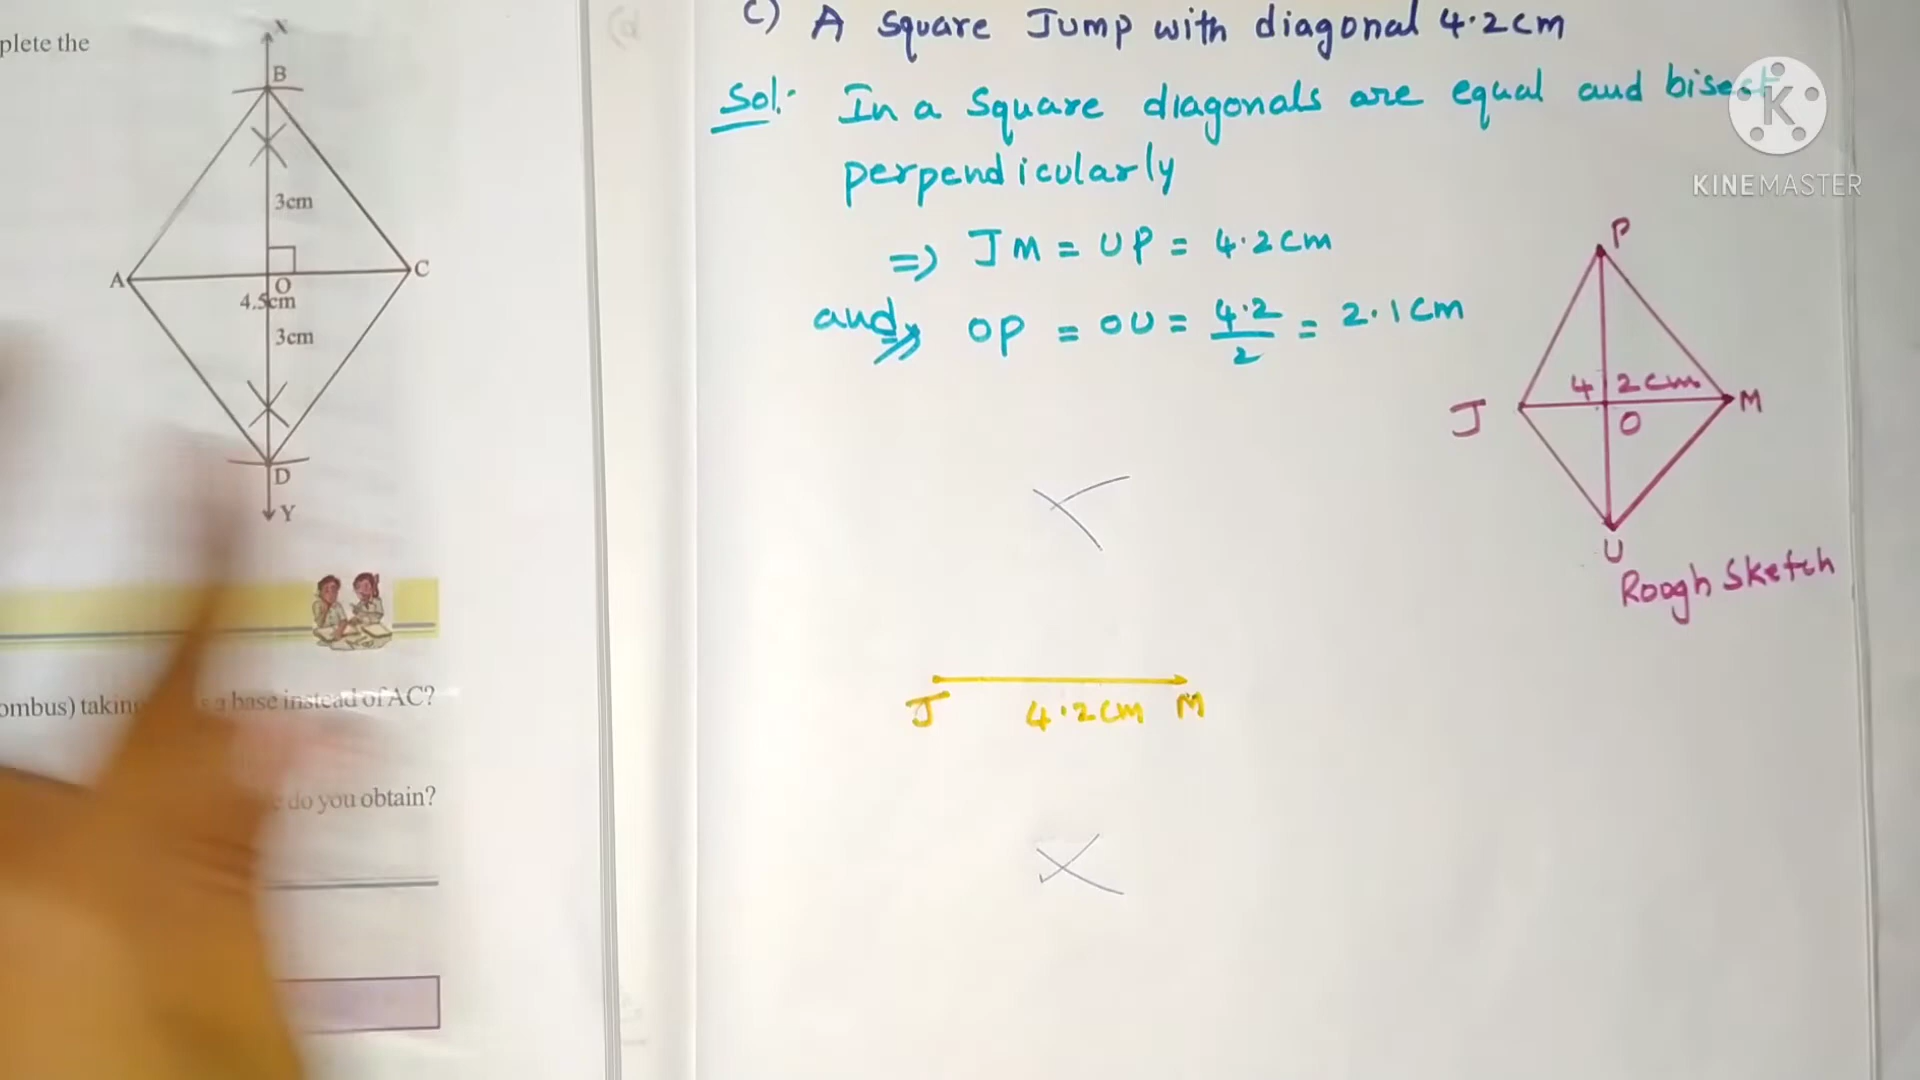 plete the
X
B
3cm
A
C
O
4.5cm
3cm
D
Y
ombus) taking a base instead of AC?
do you obtain?
c) A square Jump with diagonal 4.2cm
Sol:- In a square diagonals are equal and bisect
perpendicularly
=> JM = UP = 4.2cm
and => OP = OU = 4.2/2 = 2.1cm
P
4.2cm
J
M
O
U
Rough Sketch
J 4.2cm M
K
KINEMASTER